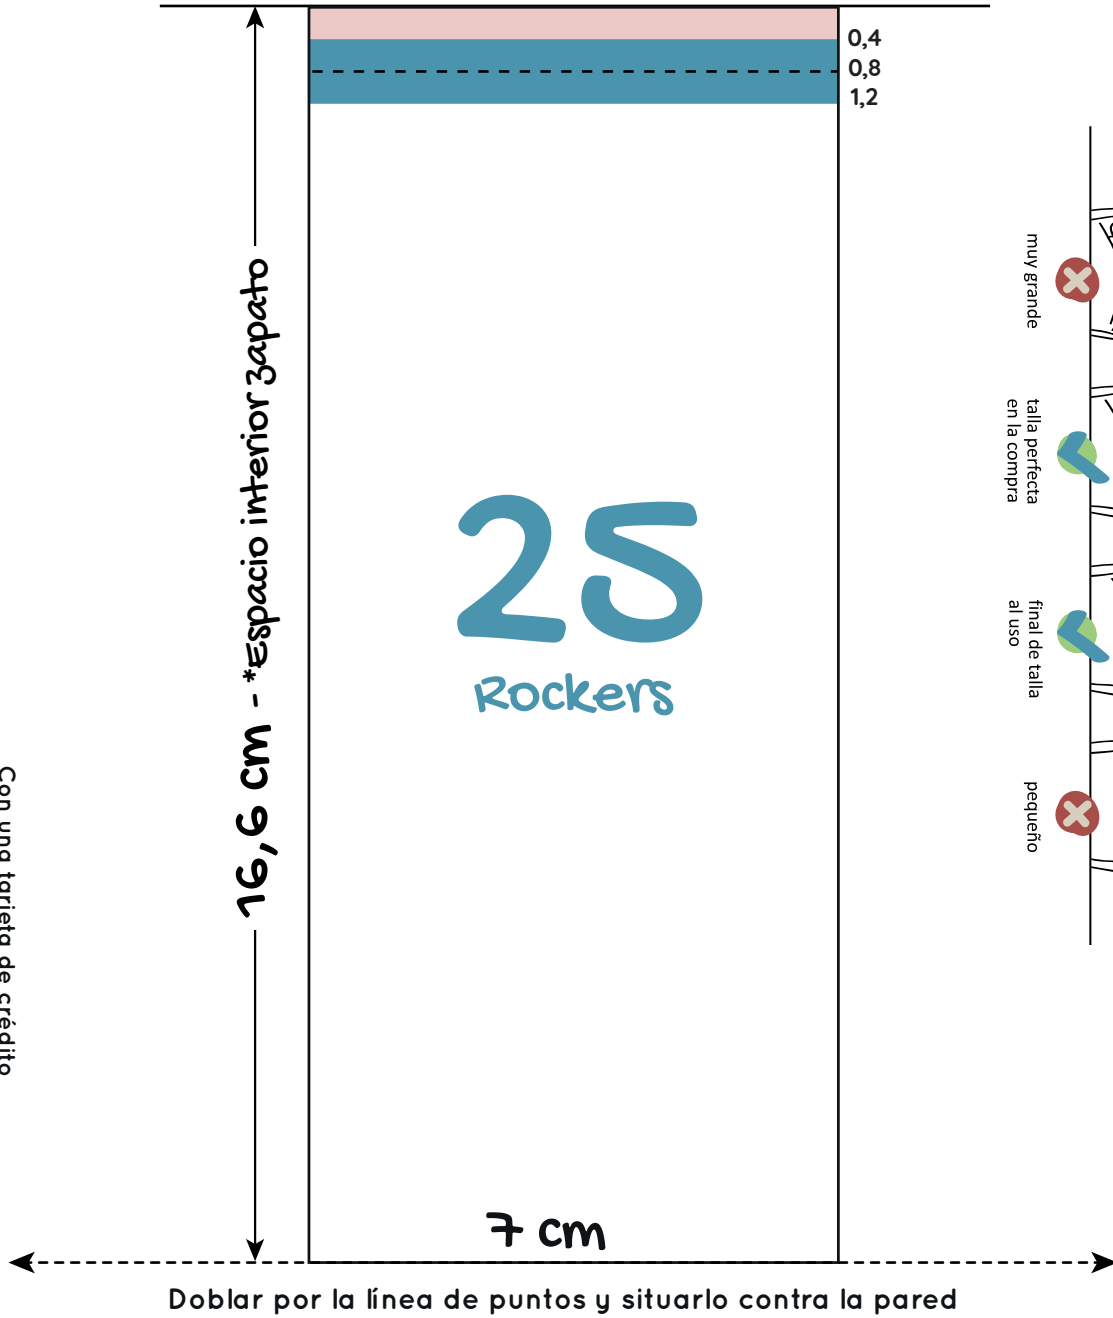 0,4
0,8
1,2
16,6 cm - *Espacio interior zapato
25
Rockers
7 cm
Doblar por la línea de puntos y situarlo contra la pared
Con una tarjeta de crédito
muy grande
talla perfecta
en la compra
final de talla
al uso
pequeño